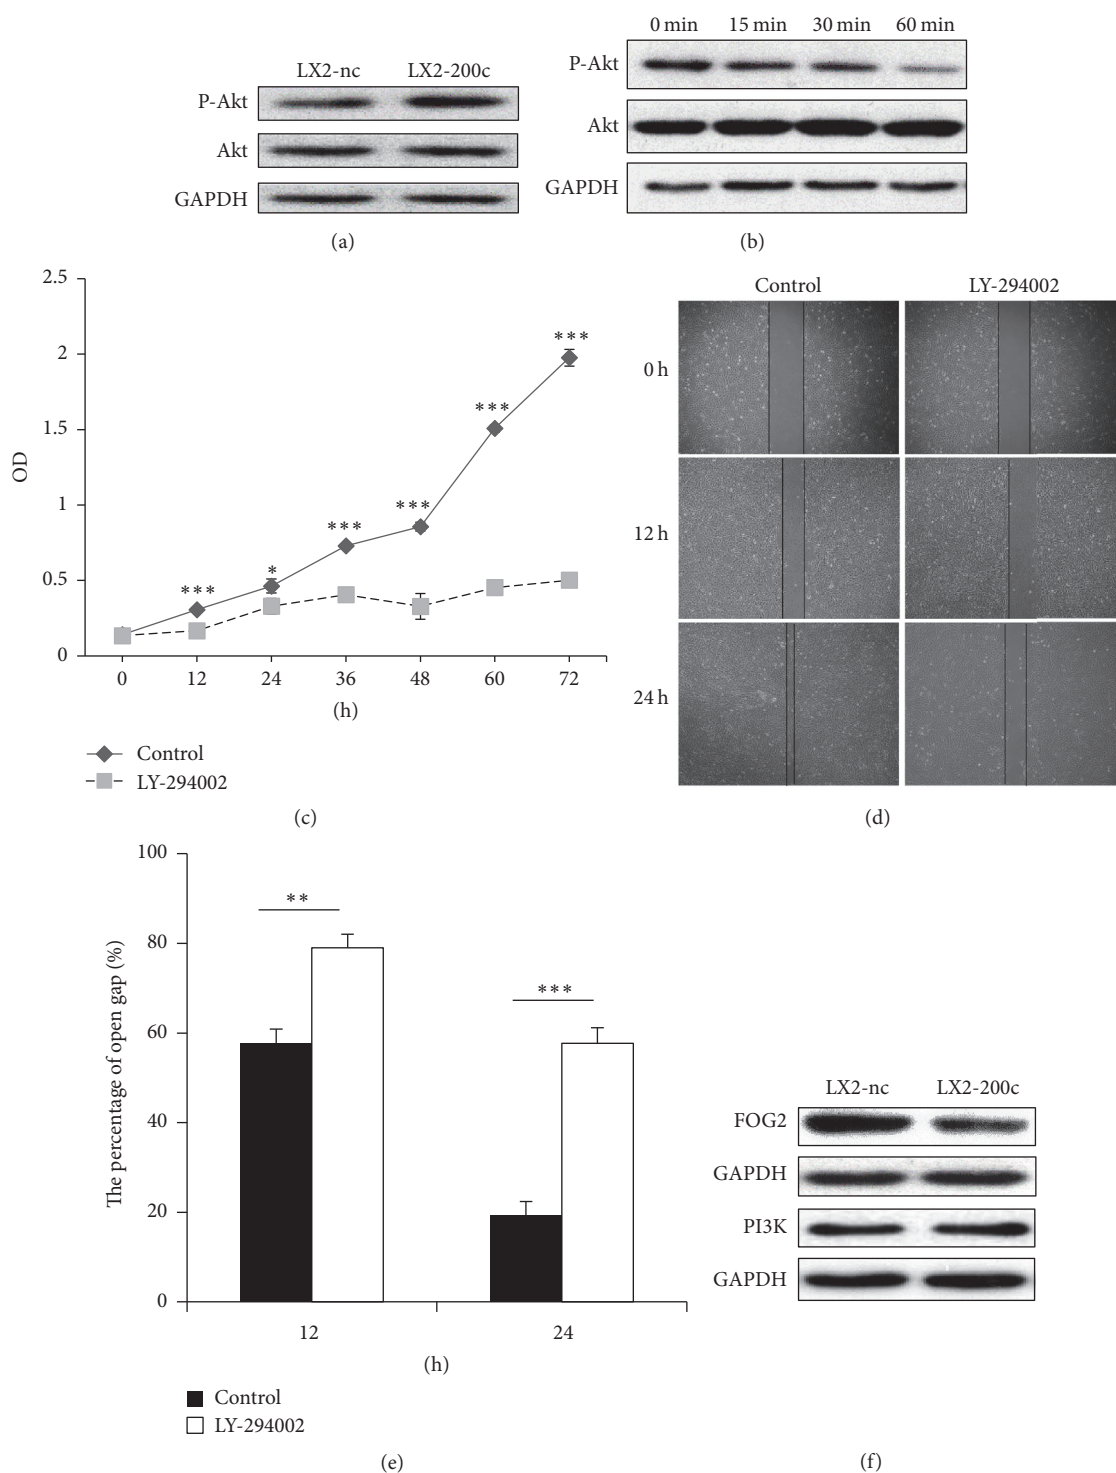 LX2-nc LX2-200c
P-Akt
Akt
GAPDH
(a)
0 min 15 min 30 min 60 min
P-Akt
Akt
GAPDH
(b)
2.5
2
1.5
1
0.5
0
OD
***
*
***
***
***
***
0 12 24 36 48 60 72
(h)
Control
LY-294002
(c)
Control LY-294002
0 h
12 h
24 h
(d)
100
80
60
40
20
0
The percentage of open gap (%)
**
***
12 24
(h)
Control
LY-294002
(e)
LX2-nc LX2-200c
FOG2
GAPDH
PI3K
GAPDH
(f)